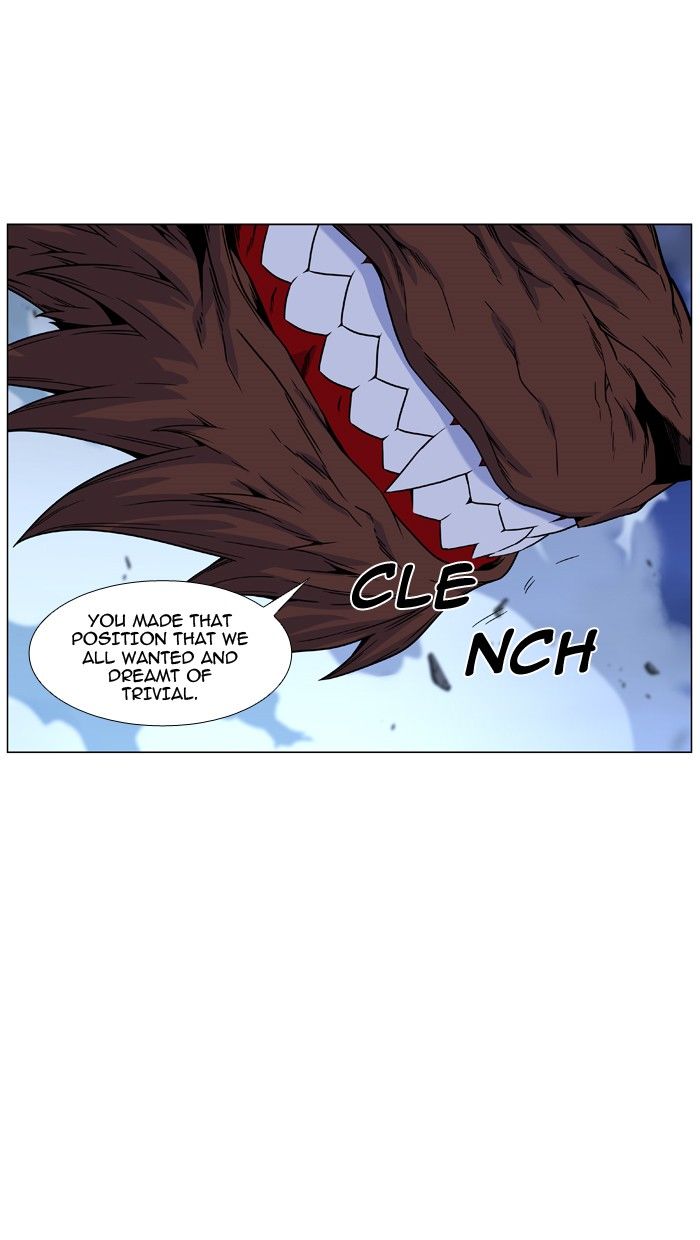 CLE
NCH
YOU MADE THAT
POSITION THAT WE
ALL WANTED AND
DREAMT OF
TRIVIAL.